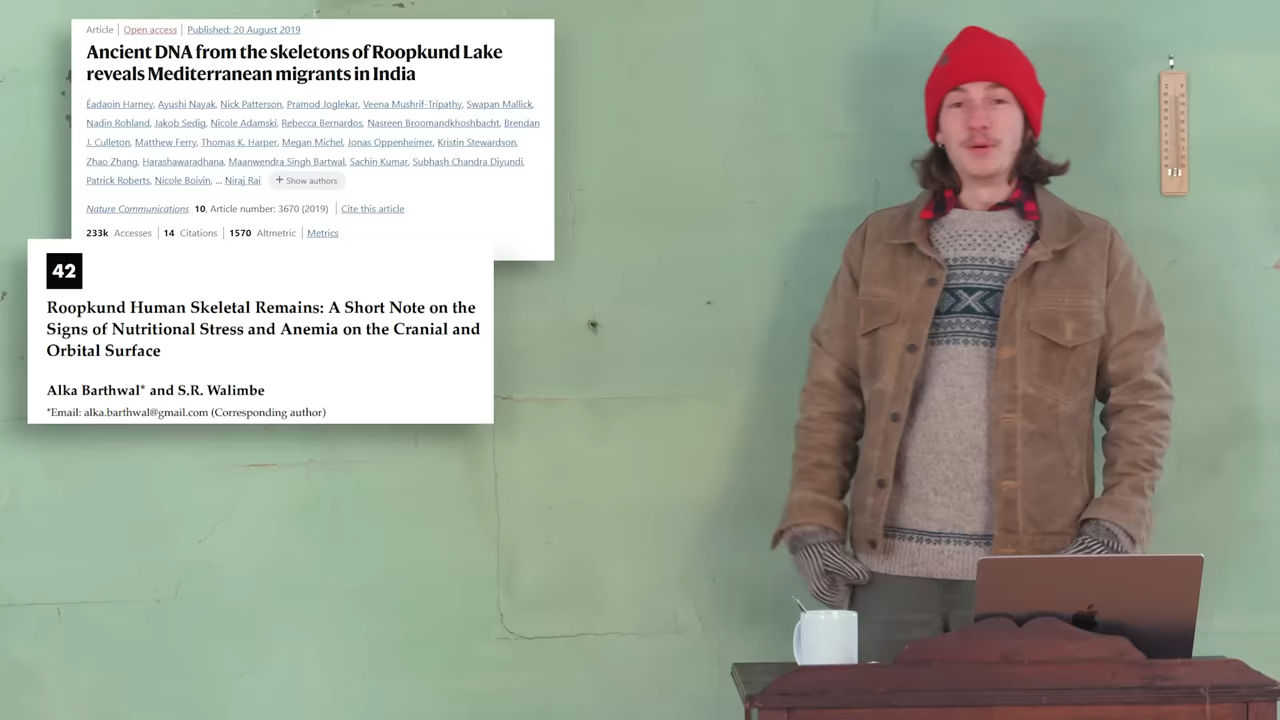 Article | Open access | Published: 20 August 2019
Ancient DNA from the skeletons of Roopkund Lake
reveals Mediterranean migrants in India
Éadaoin Harney, Ayushi Nayak, Nick Patterson, Pramod Joglekar, Veena Mushrif-Tripathy, Swapan Mallick,
Nadin Rohland, Jakob Sedig, Nicole Adamski, Rebecca Bernardos, Nasreen Broomandkhoshbacht, Brendan
J. Culleton, Matthew Ferry, Thomas K. Harper, Megan Michel, Jonas Oppenheimer, Kristin Stewardson,
Zhao Zhang, Harashawaradhana, Maanwendra Singh Bartwal, Sachin Kumar, Subhash Chandra Diyundi,
Patrick Roberts, Nicole Boivin, ... Niraj Rai + Show authors
Nature Communications 10, Article number: 3670 (2019) | Cite this article
233k Accesses | 14 Citations | 1570 Altmetric | Metrics
42
Roopkund Human Skeletal Remains: A Short Note on the
Signs of Nutritional Stress and Anemia on the Cranial and
Orbital Surface
Alka Barthwal* and S.R. Walimbe
*Email: alka.barthwal@gmail.com (Corresponding author)